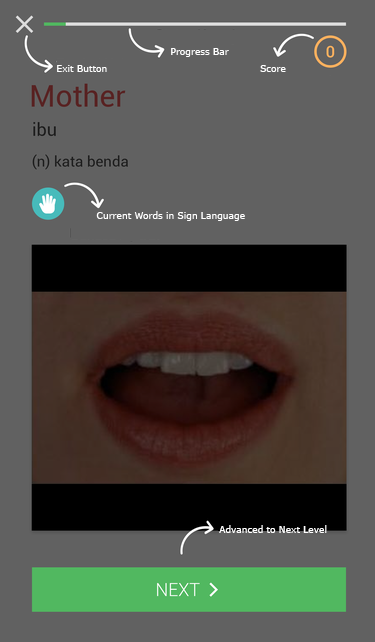 Progress Bar
0
Exit Button
Score
Mother
ibu
(n) kata benda
Current Words in Sign Language
Advanced to Next Level
NEXT